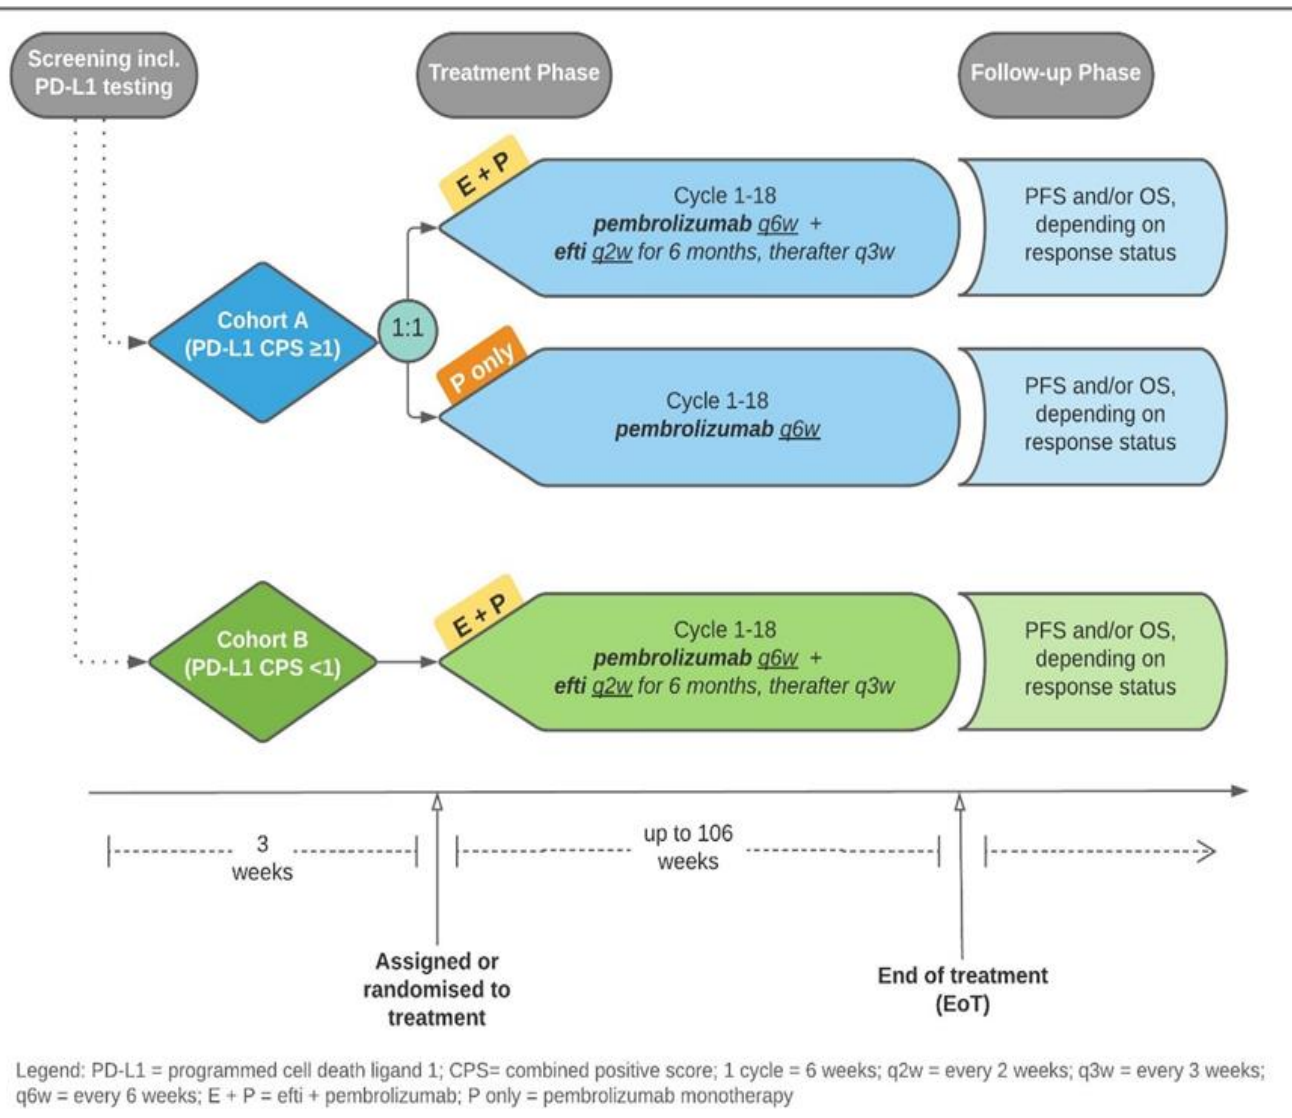 Screening incl.
PD-L1 testing
Treatment Phase
Follow-up Phase
E + P
Cycle 1-18
pembrolizumab q6w +
efti q2w for 6 months, therafter q3w
PFS and/or OS,
depending on
response status
Cohort A
(PD-L1 CPS ≥1)
1:1
P only
Cycle 1-18
pembrolizumab q6w
PFS and/or OS,
depending on
response status
Cohort B
(PD-L1 CPS <1)
E + P
Cycle 1-18
pembrolizumab q6w +
efti q2w for 6 months, therafter q3w
PFS and/or OS,
depending on
response status
3
weeks
up to 106
weeks
Assigned or
randomised to
treatment
End of treatment
(EoT)
Legend: PD-L1 = programmed cell death ligand 1; CPS= combined positive score; 1 cycle = 6 weeks; q2w = every 2 weeks; q3w = every 3 weeks;
q6w = every 6 weeks; E + P = efti + pembrolizumab; P only = pembrolizumab monotherapy